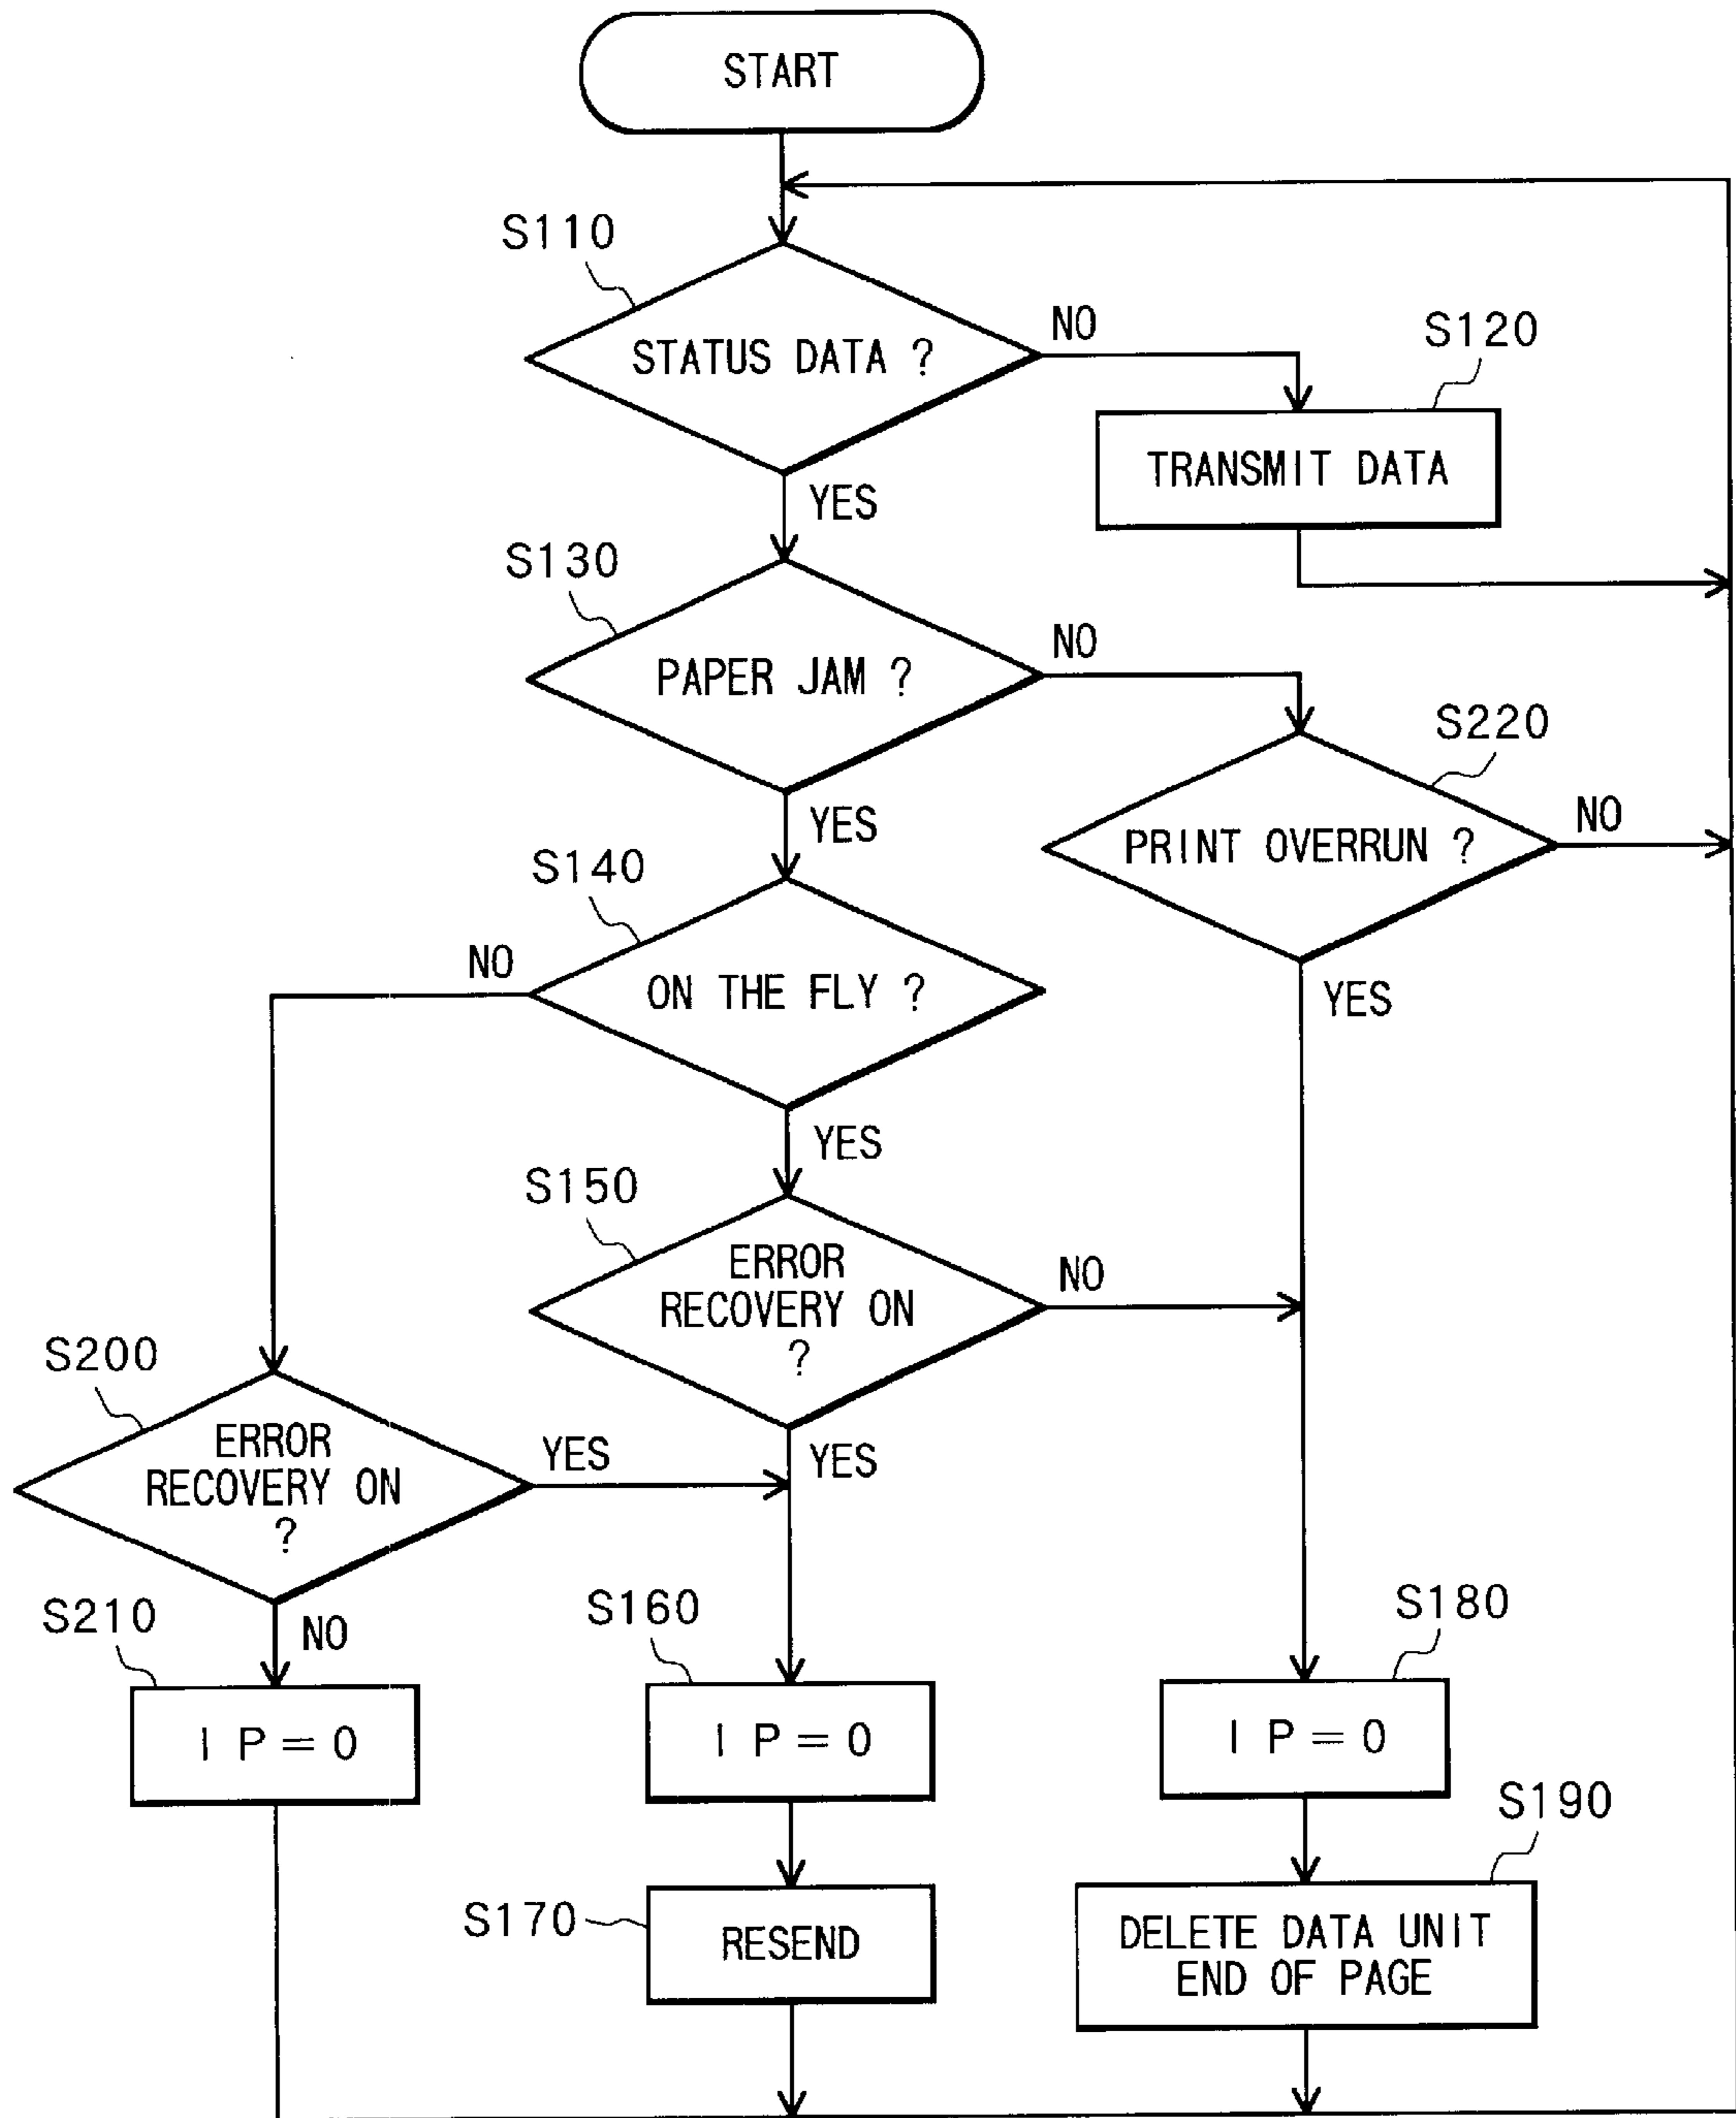 START
S110
STATUS DATA ?
NO
S120
TRANSMIT DATA
YES
S130
PAPER JAM ?
NO
S220
PRINT OVERRUN ?
NO
YES
YES
S140
NO
ON THE FLY ?
YES
S150
ERROR
RECOVERY ON
?
NO
YES
S200
ERROR
RECOVERY ON
?
YES
NO
S210
I P = 0
S160
I P = 0
S180
I P = 0
S170
RESEND
S190
DELETE DATA UNIT
END OF PAGE